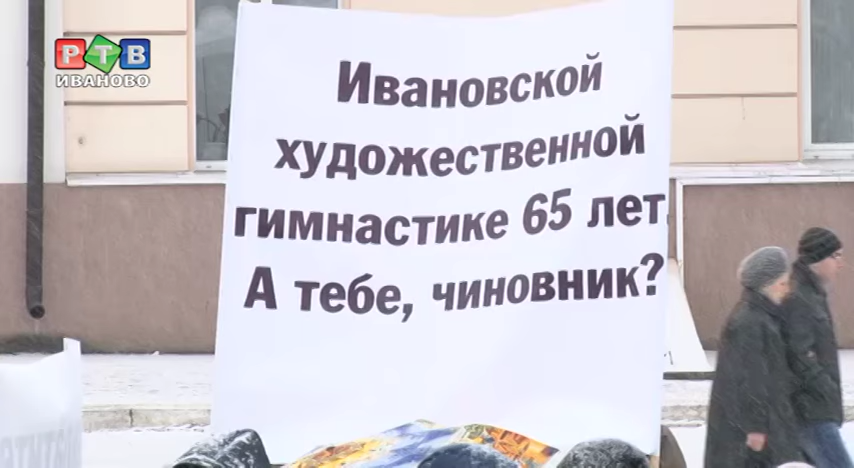 РТВ
ИВАНОВО
Ивановской
художественной
гимнастике 65 лет
А тебе, чиновник?